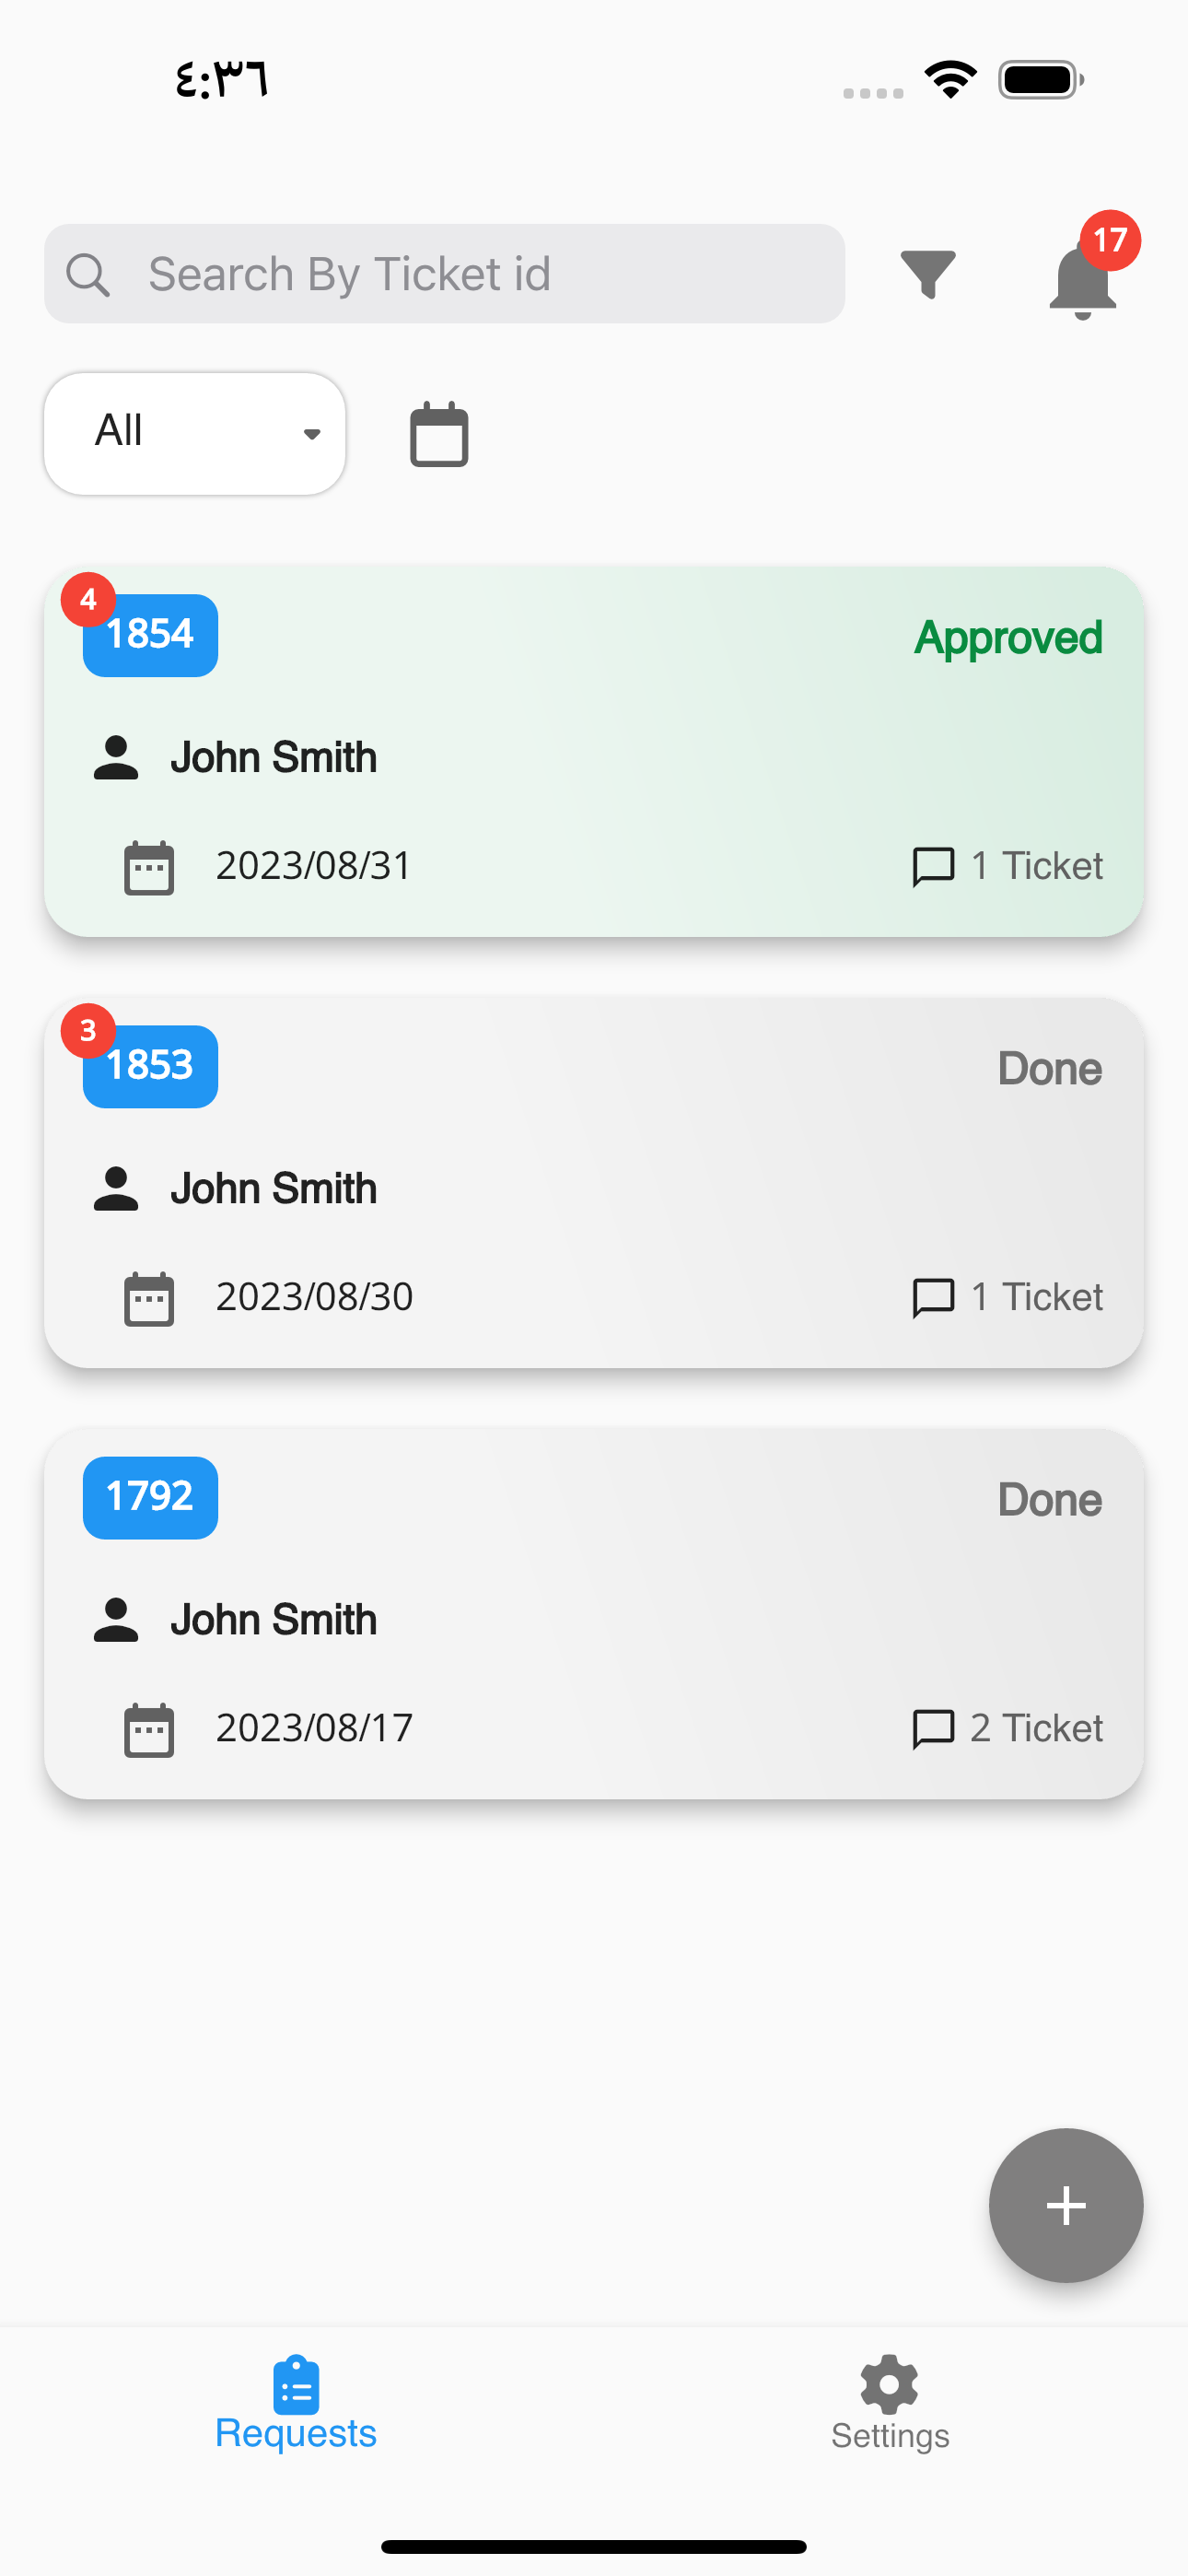 ٤:٣٦
17
Search By Ticket id
All
4
1854
Approved
John Smith
2023/08/31
1 Ticket
3
1853
Done
John Smith
2023/08/30
1 Ticket
1792
Done
John Smith
2023/08/17
2 Ticket
Requests
Settings